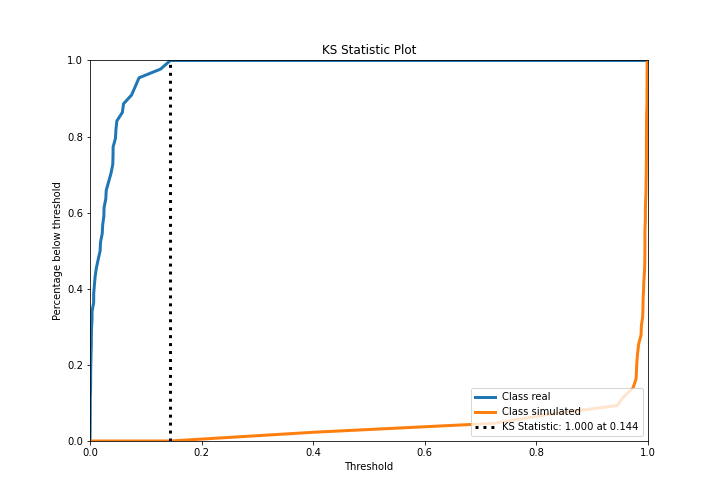 KS Statistic Plot
1.0
0.8
0.6
0.4
0.2
0.0
Percentage below threshold
0.0 0.2 0.4 0.6 0.8 1.0
Threshold
Class real
Class simulated
KS Statistic: 1.000 at 0.144